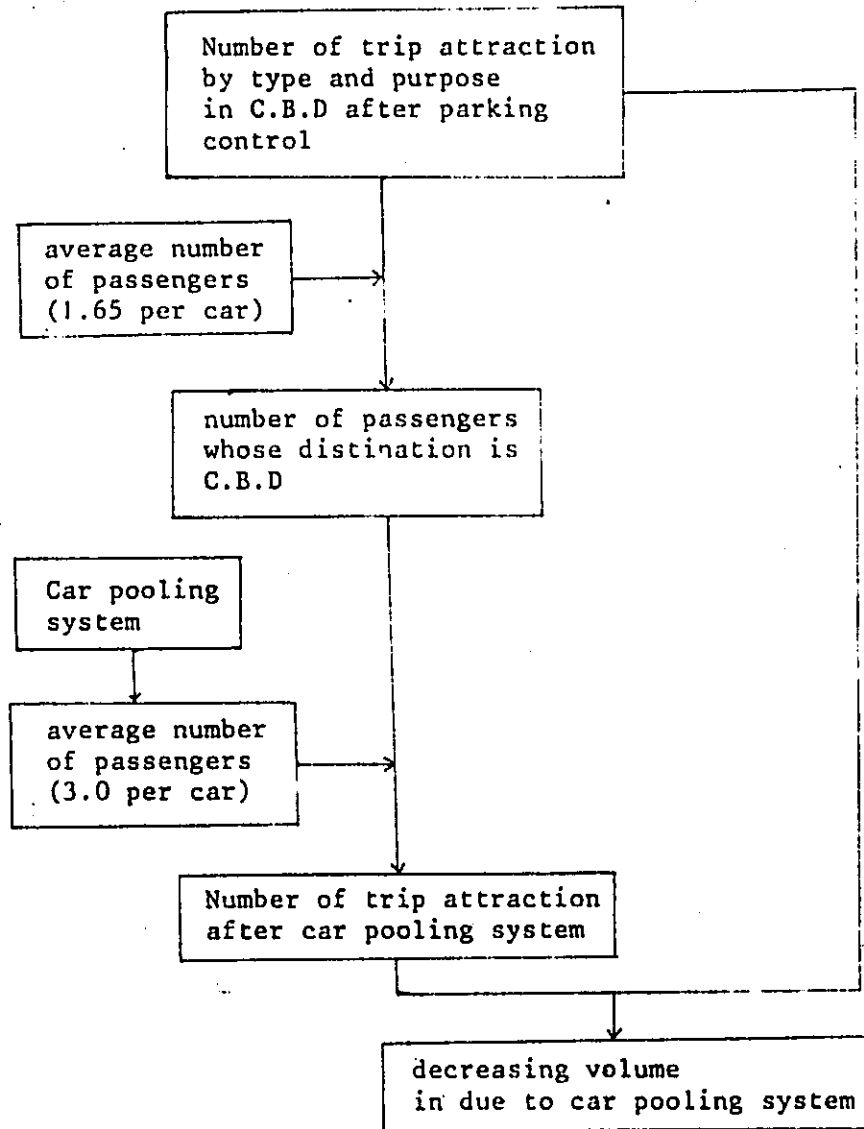 Number of trip attraction
by type and purpose
in C.B.D after parking
control
average number
of passengers
(1.65 per car)
number of passengers
whose distination is
C.B.D
Car pooling
system
average number
of passengers
(3.0 per car)
Number of trip attraction
after car pooling system
decreasing volume
in due to car pooling system